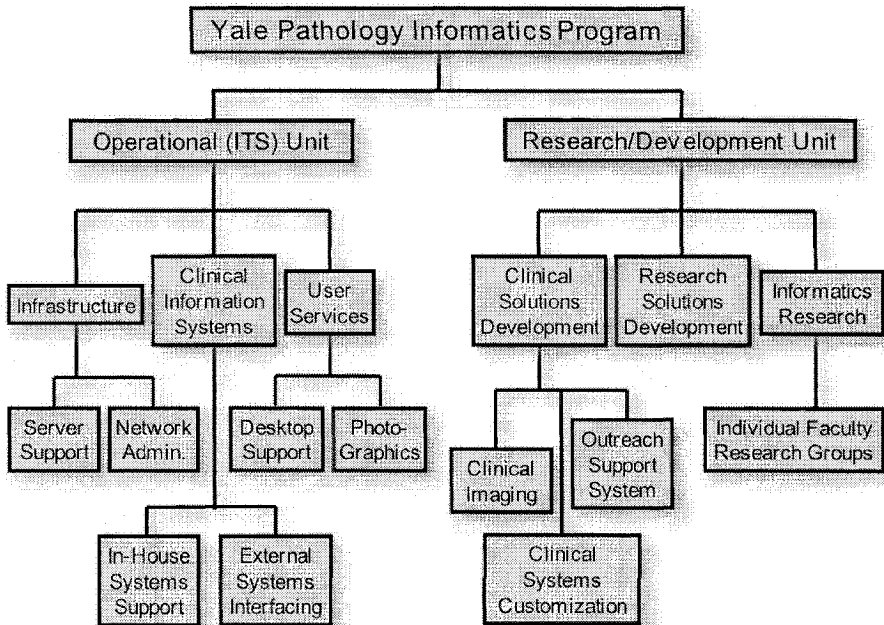 Yale Pathology Informatics Program
Operational (ITS) Unit
Research/Development Unit
Infrastructure
Clinical
Information
Systems
User
Services
Clinical
Solutions
Development
Research
Solutions
Development
Informatics
Research
Server
Support
Network
Admin.
Desktop
Support
Photo-
Graphics
Clinical
Imaging
Outreach
Support
System
Individual Faculty
Research Groups
In-House
Systems
Support
External
Systems
Interfacing
Clinical
Systems
Customization